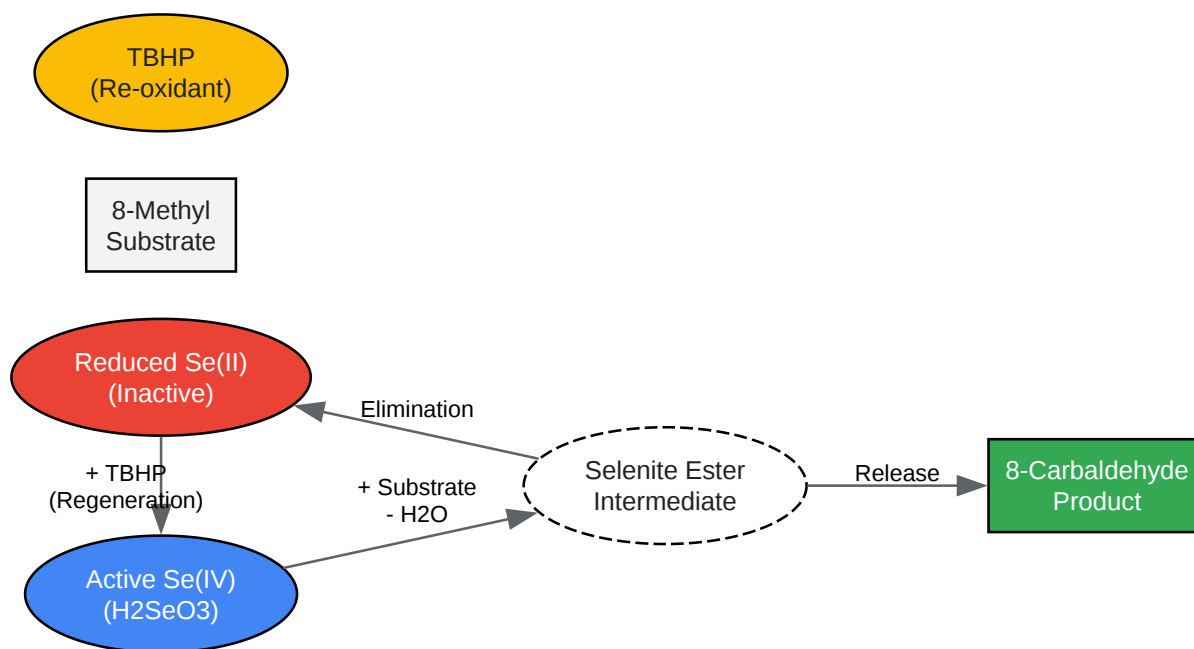 TBHP
(Re-oxidant)
8-Methyl
Substrate
Reduced Se(II)
(Inactive)
Elimination
+ TBHP
(Regeneration)
+ Substrate
- H2O
Selenite Ester
Intermediate
Release
8-Carbaldehyde
Product
Active Se(IV)
(H2SeO3)